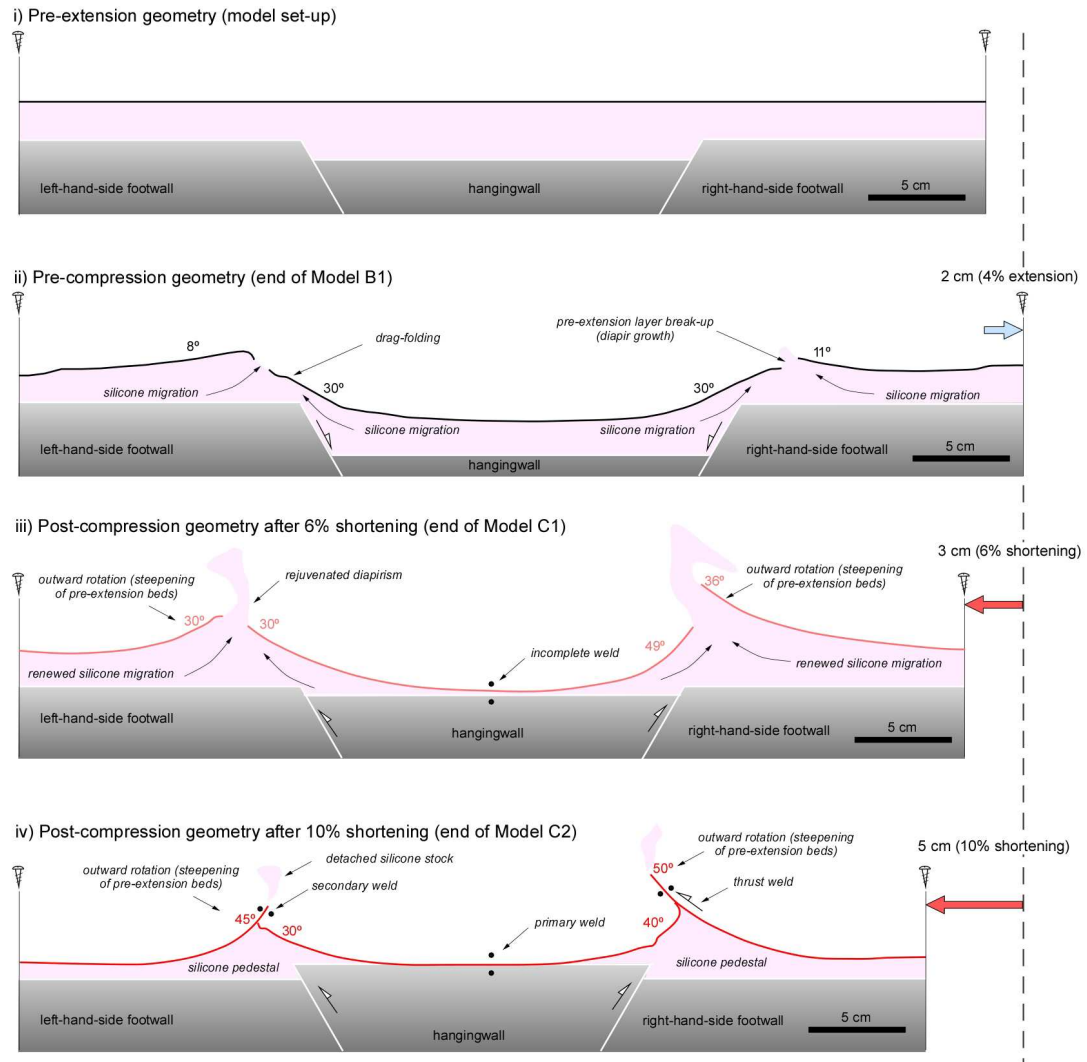 i) Pre-extension geometry (model set-up)
left-hand-side footwall
hangingwall
right-hand-side footwall
5 cm
ii) Pre-compression geometry (end of Model B1)
2 cm (4% extension)
8º
drag-folding
pre-extension layer break-up
(diapir growth)
11º
30º
30º
silicone migration
silicone migration
silicone migration
silicone migration
left-hand-side footwall
hangingwall
right-hand-side footwall
5 cm
iii) Post-compression geometry after 6% shortening (end of Model C1)
3 cm (6% shortening)
outward rotation (steepening
of pre-extension beds)
rejuvenated diapirism
36º
outward rotation (steepening
of pre-extension beds)
30º
30º
49º
incomplete weld
renewed silicone migration
renewed silicone migration
left-hand-side footwall
hangingwall
right-hand-side footwall
5 cm
iv) Post-compression geometry after 10% shortening (end of Model C2)
5 cm (10% shortening)
outward rotation (steepening
of pre-extension beds)
detached silicone stock
secondary weld
50º
outward rotation (steepening
of pre-extension beds)
thrust weld
45º
30º
primary weld
40º
silicone pedestal
silicone pedestal
left-hand-side footwall
hangingwall
right-hand-side footwall
5 cm